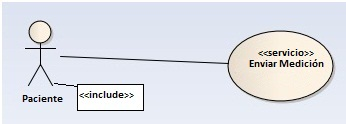 <<servicio>>
Enviar Medición
<<include>>
Paciente